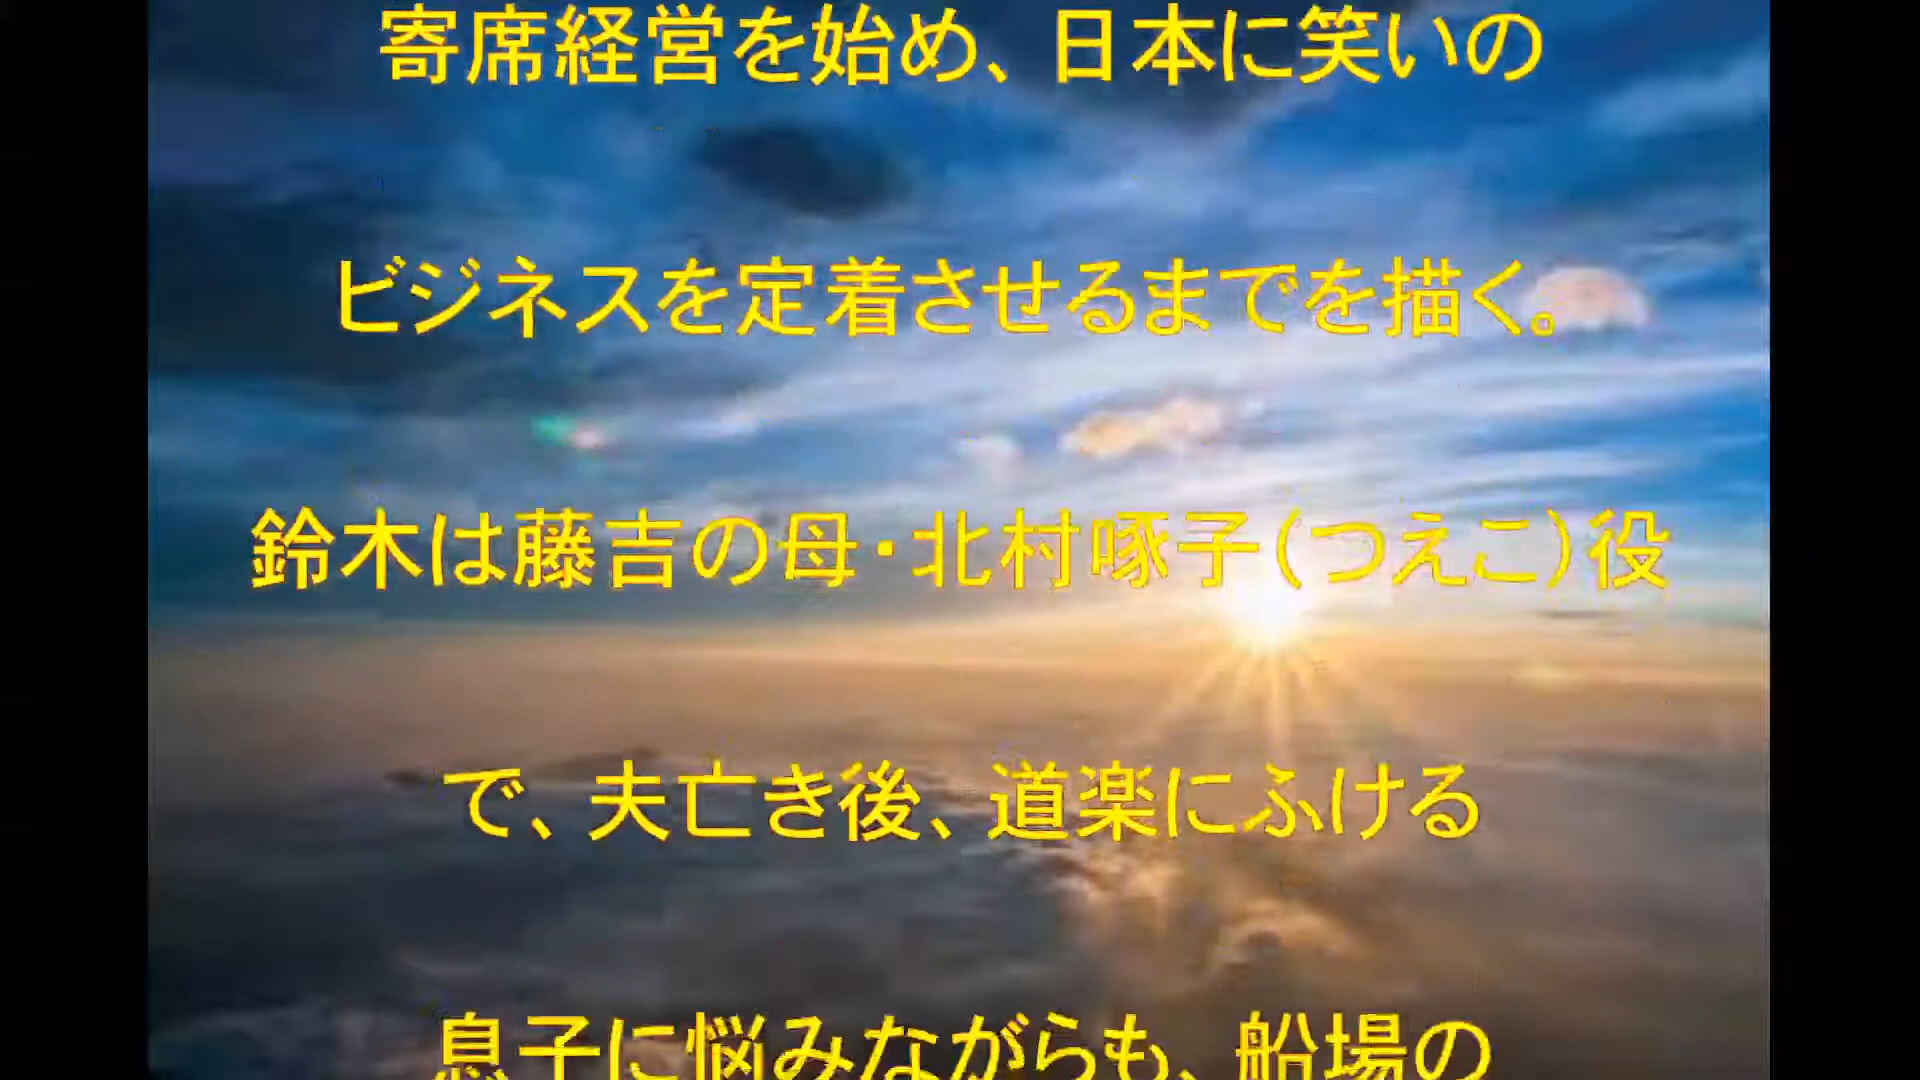 寄席経営を始め、日本に笑いの
ビジネスを定着させるまでを描く。
鈴木は藤吉の母・北村啄子（つえこ）役
で、夫亡き後、道楽にふける
息子に悩みながらも、船場の